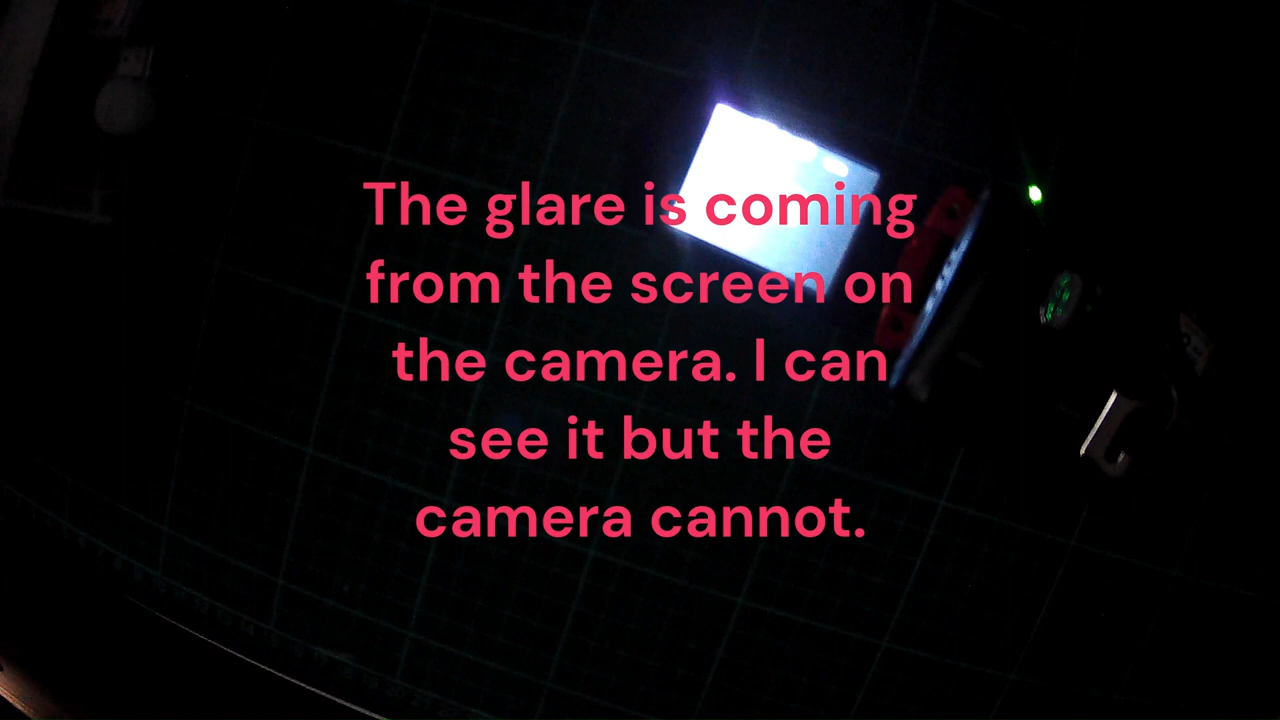 The glare is coming
from the screen on
the camera. I can
see it but the
camera cannot.